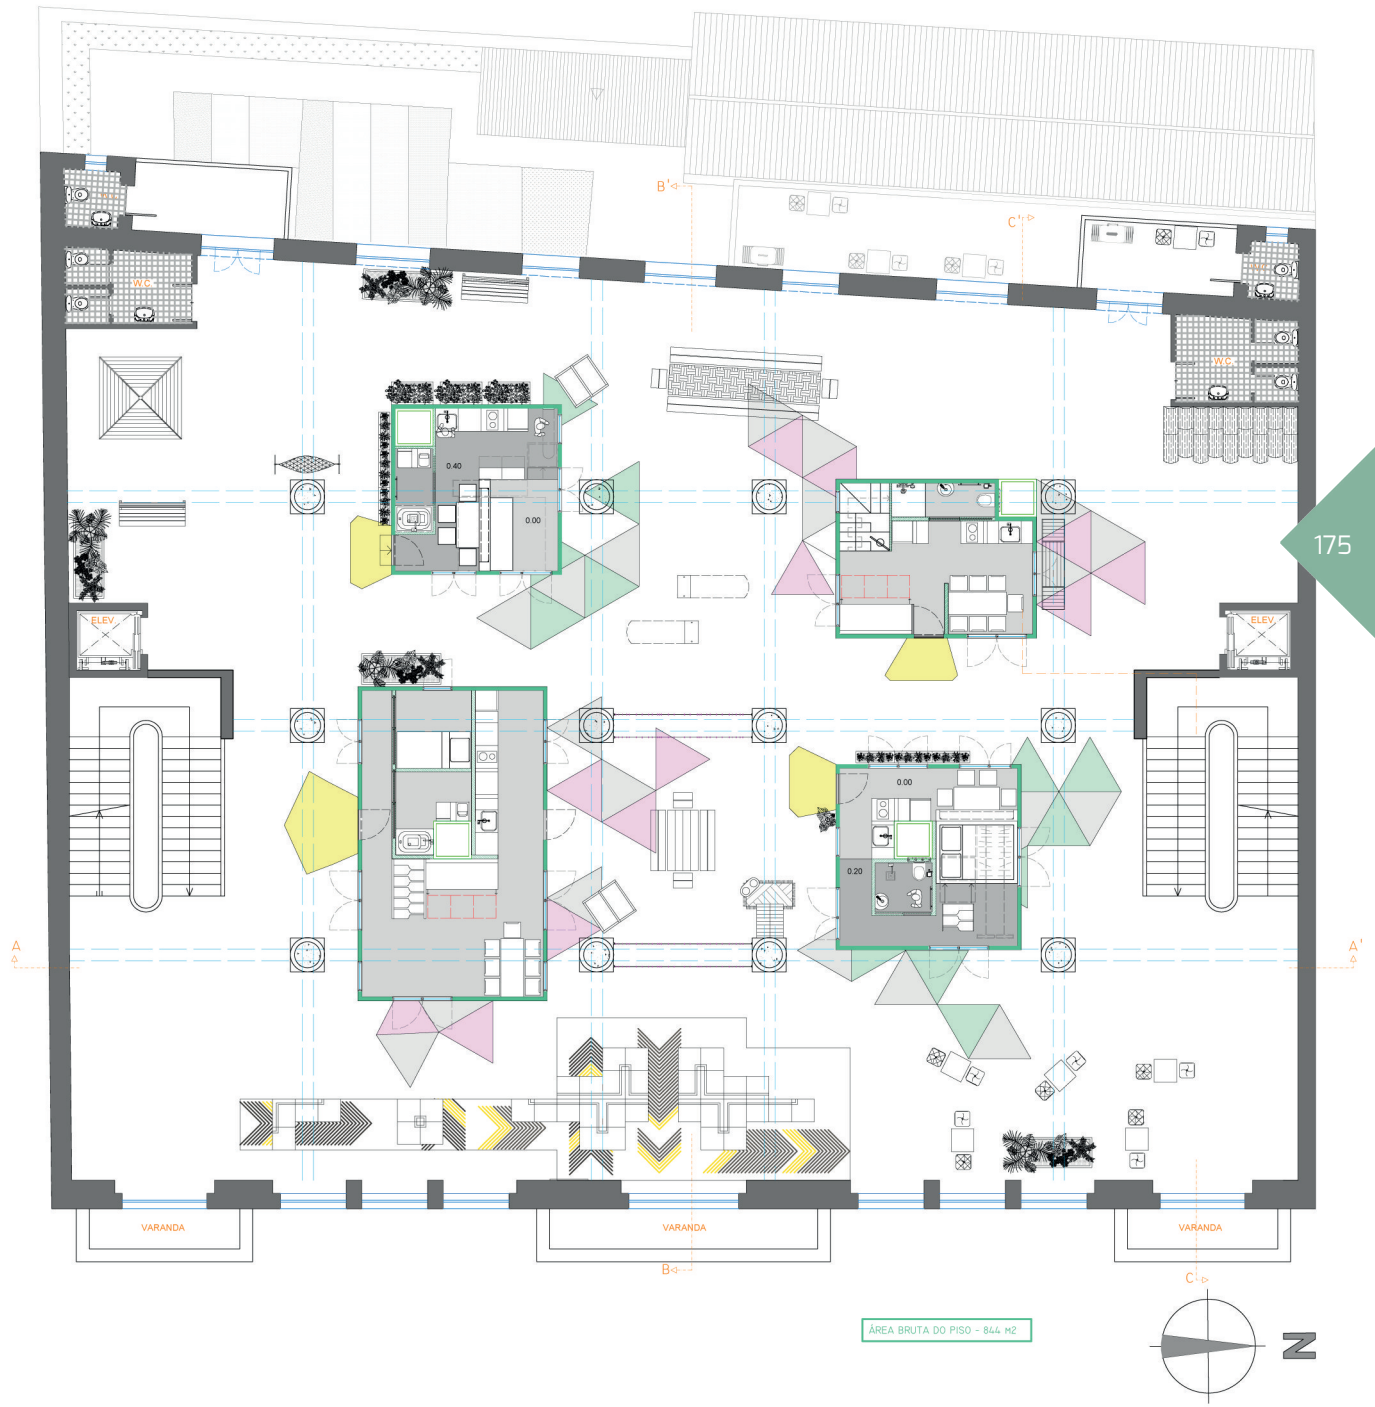 B'
C'
W.C.
W.C.
0.40
0.00
175
ELEV.
ELEV.
0.00
0.20
A
A'
VARANDA
VARANDA
VARANDA
B
C
ÁREA BRUTA DO PISO - 844 M2
N